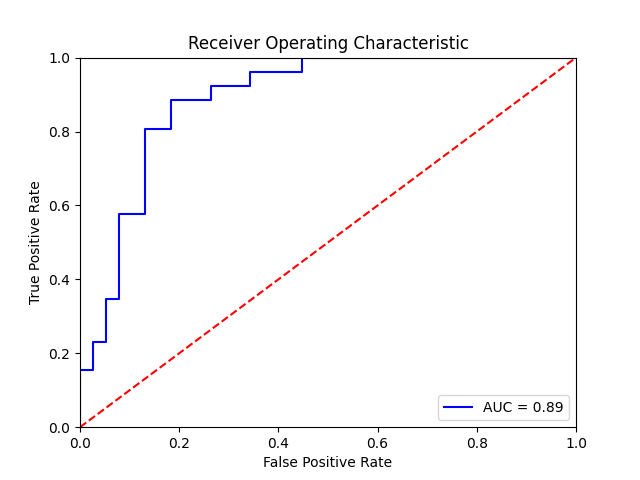 Receiver Operating Characteristic
True Positive Rate
1.0
0.8
0.6
0.4
0.2
0.0
AUC = 0.89
0.0 0.2 0.4 0.6 0.8 1.0
False Positive Rate